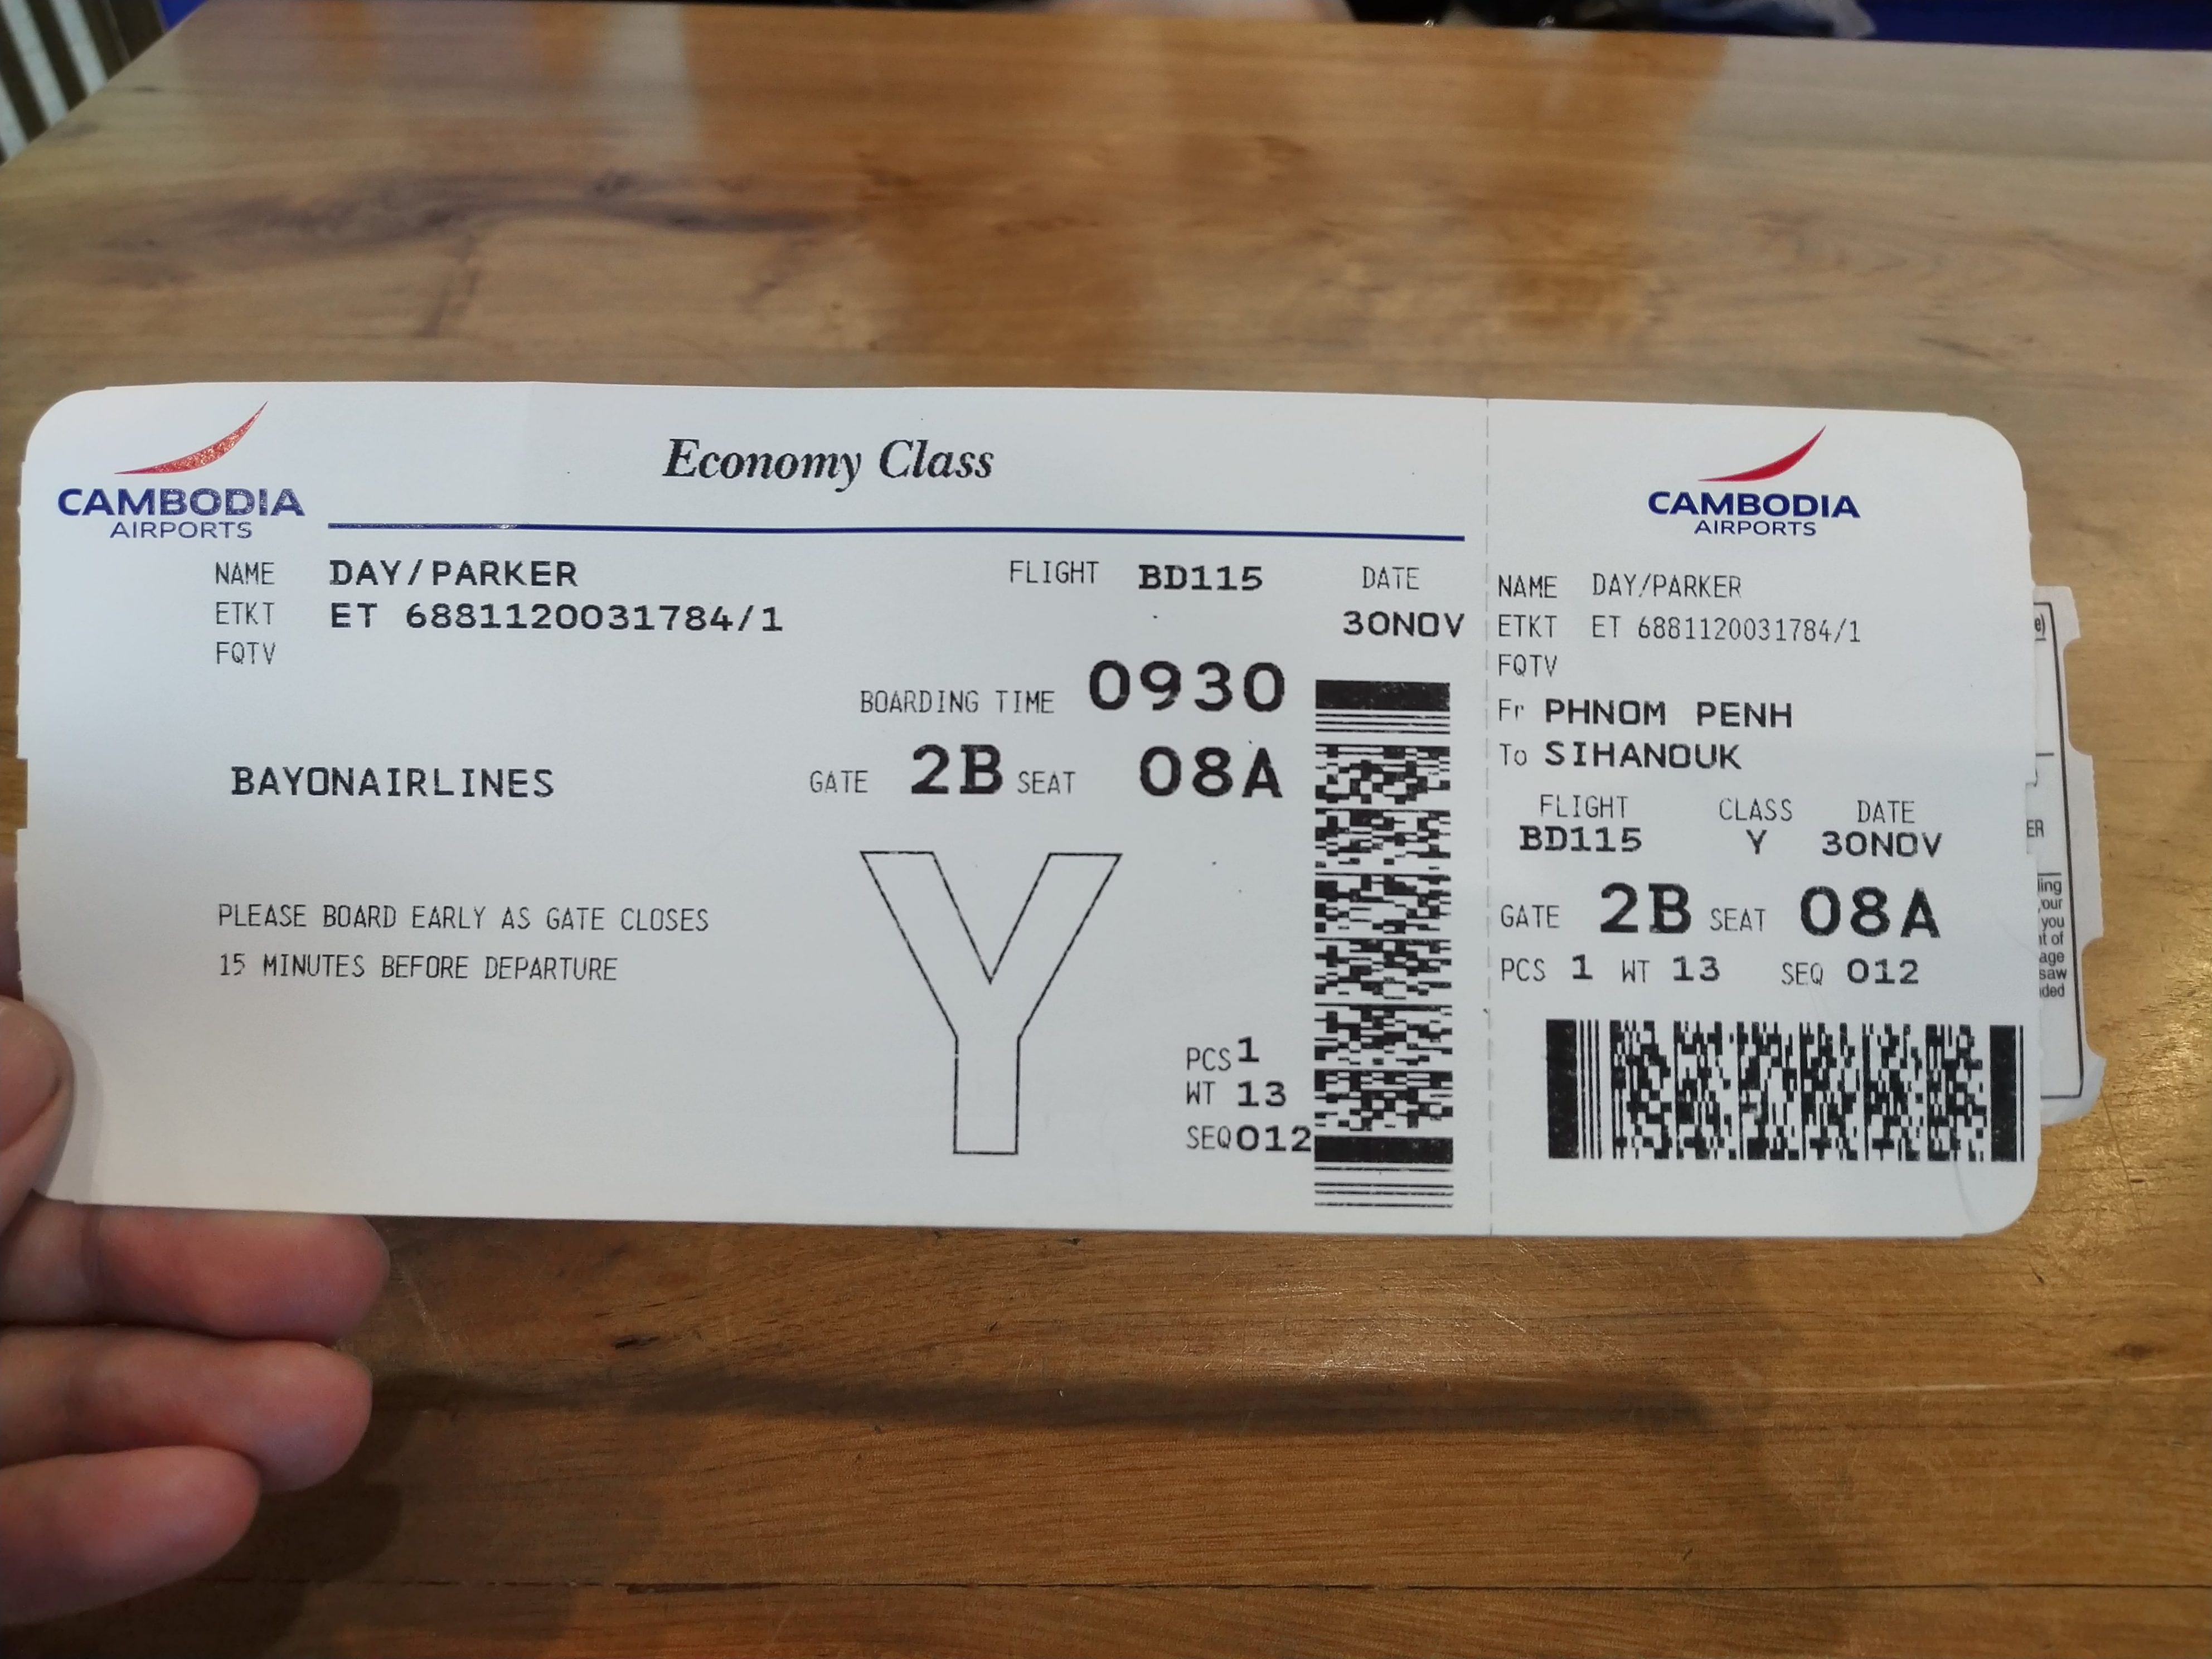 CAMBODIA
AIRPORTS
Economy Class
NAME DAY/PARKER FLIGHT BD115 DATE
ETKT ET 6881120031784/1 30NOV
FQTV
BOARDING TIME 0930
BAYONAIRLINES GATE 2B SEAT 08A
Y
PLEASE BOARD EARLY AS GATE CLOSES
15 MINUTES BEFORE DEPARTURE
PCS 1
WT 13
SEQ 012
CAMBODIA
AIRPORTS
NAME DAY/PARKER
ETKT ET 6881120031784/1
FQTV
Fr PHNOM PENH
To SIHANOUK
FLIGHT CLASS DATE
BD115 Y 30NOV
GATE 2B SEAT 08A
PCS 1 WT 13 SEQ 012